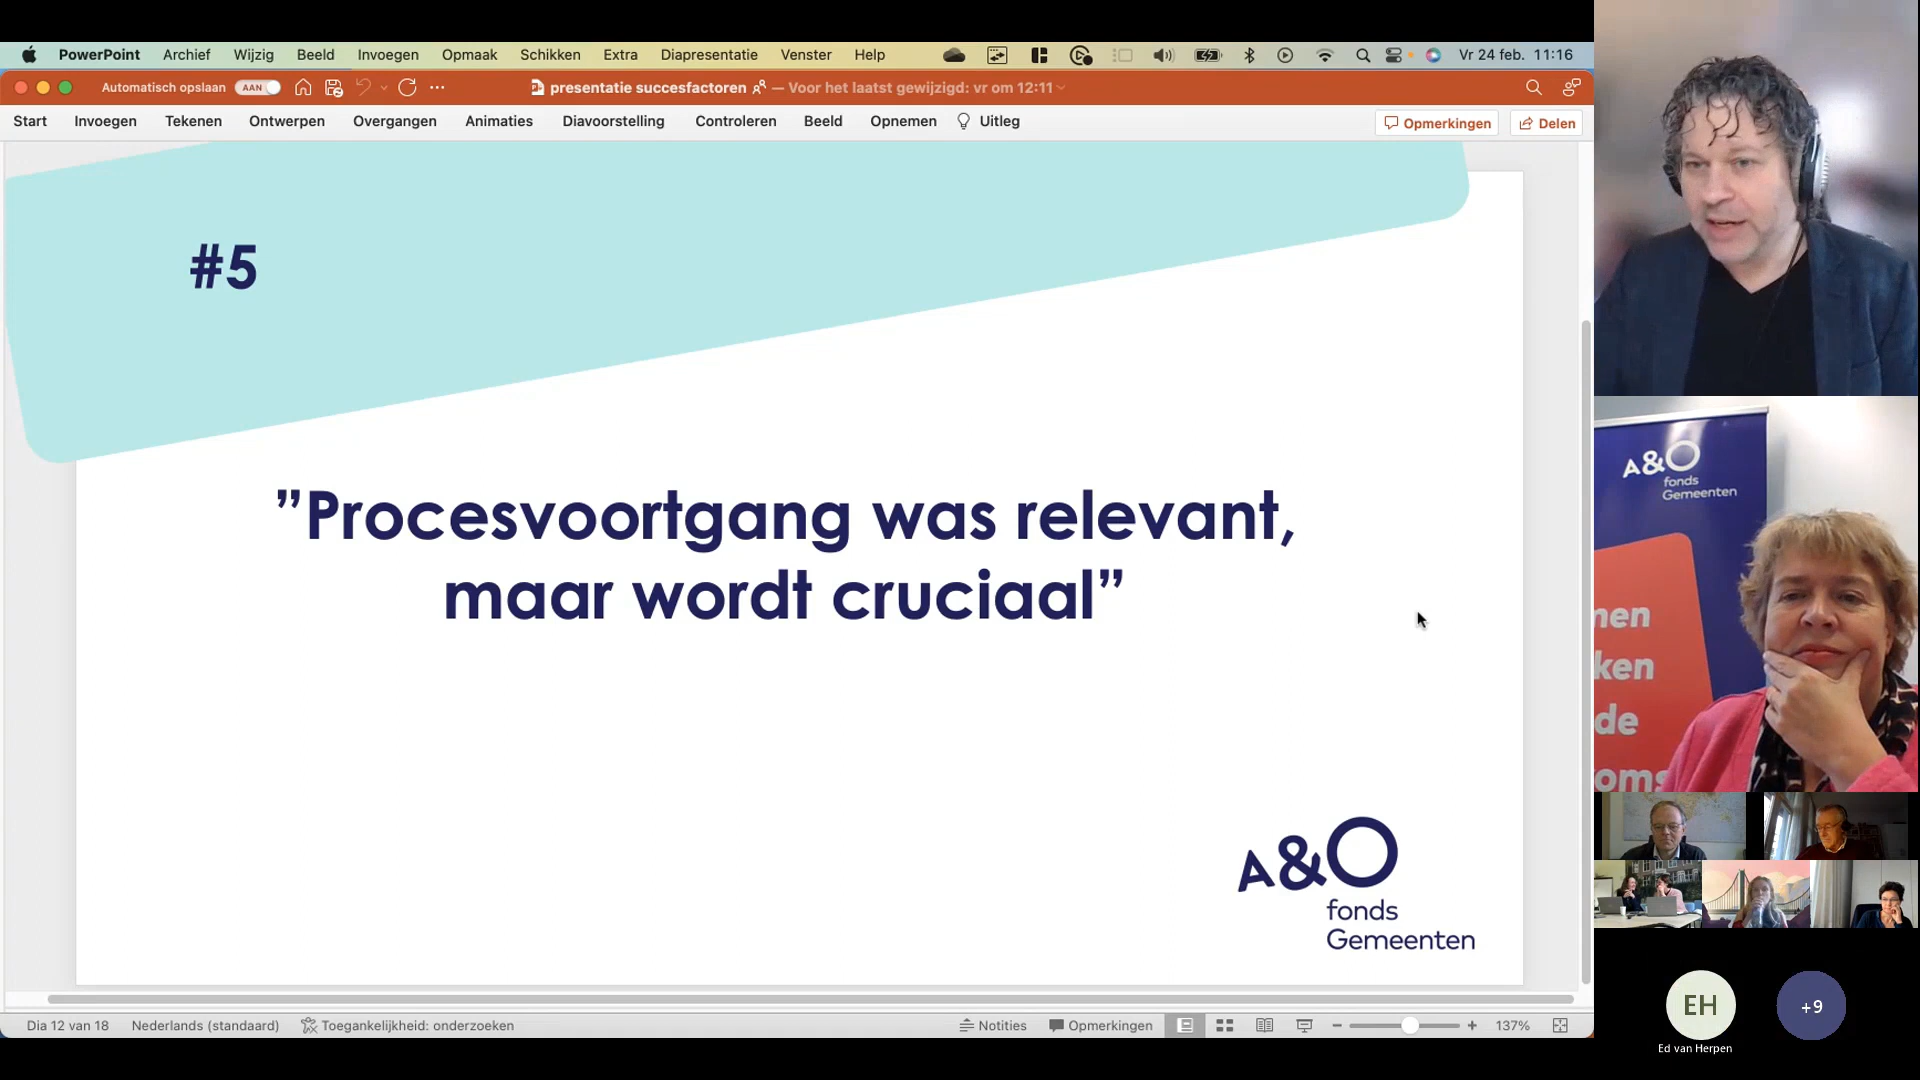 PowerPoint Archief Wijzig Beeld Invoegen Opmaak Schikken Extra Diapresentatie Venster Help Vr 24 feb. 11:16
Automatisch opslaan AAN presentatie succesfactoren — Voor het laatst gewijzigd: vr om 12:11
Start Invoegen Tekenen Ontwerpen Overgangen Animaties Diavoorstelling Controleren Beeld Opnemen Uitleg Opmerkingen Delen
#5
”Procesvoortgang was relevant,
maar wordt cruciaal”
A&O
fonds
Gemeenten
Dia 12 van 18 Nederlands (standaard) Toegankelijkheid: onderzoeken Notities Opmerkingen 137%
A&O
fonds
Gemeenten
nen
ken
de
oms
EH
+9
Ed van Herpen